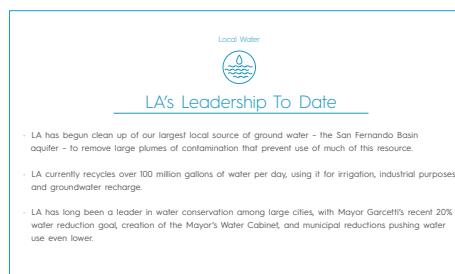 Local Water
LA's Leadership To Date
· LA has begun clean up of our largest local source of ground water – the San Fernando Basin
aquifer – to remove large plumes of contamination that prevent use of much of this resource.
· LA currently recycles over 100 million gallons of water per day, using it for irrigation, industrial purposes
and groundwater recharge.
· LA has long been a leader in water conservation among large cities, with Mayor Garcetti's recent 20%
water reduction goal, creation of the Mayor's Water Cabinet, and municipal reductions pushing water
use even lower.